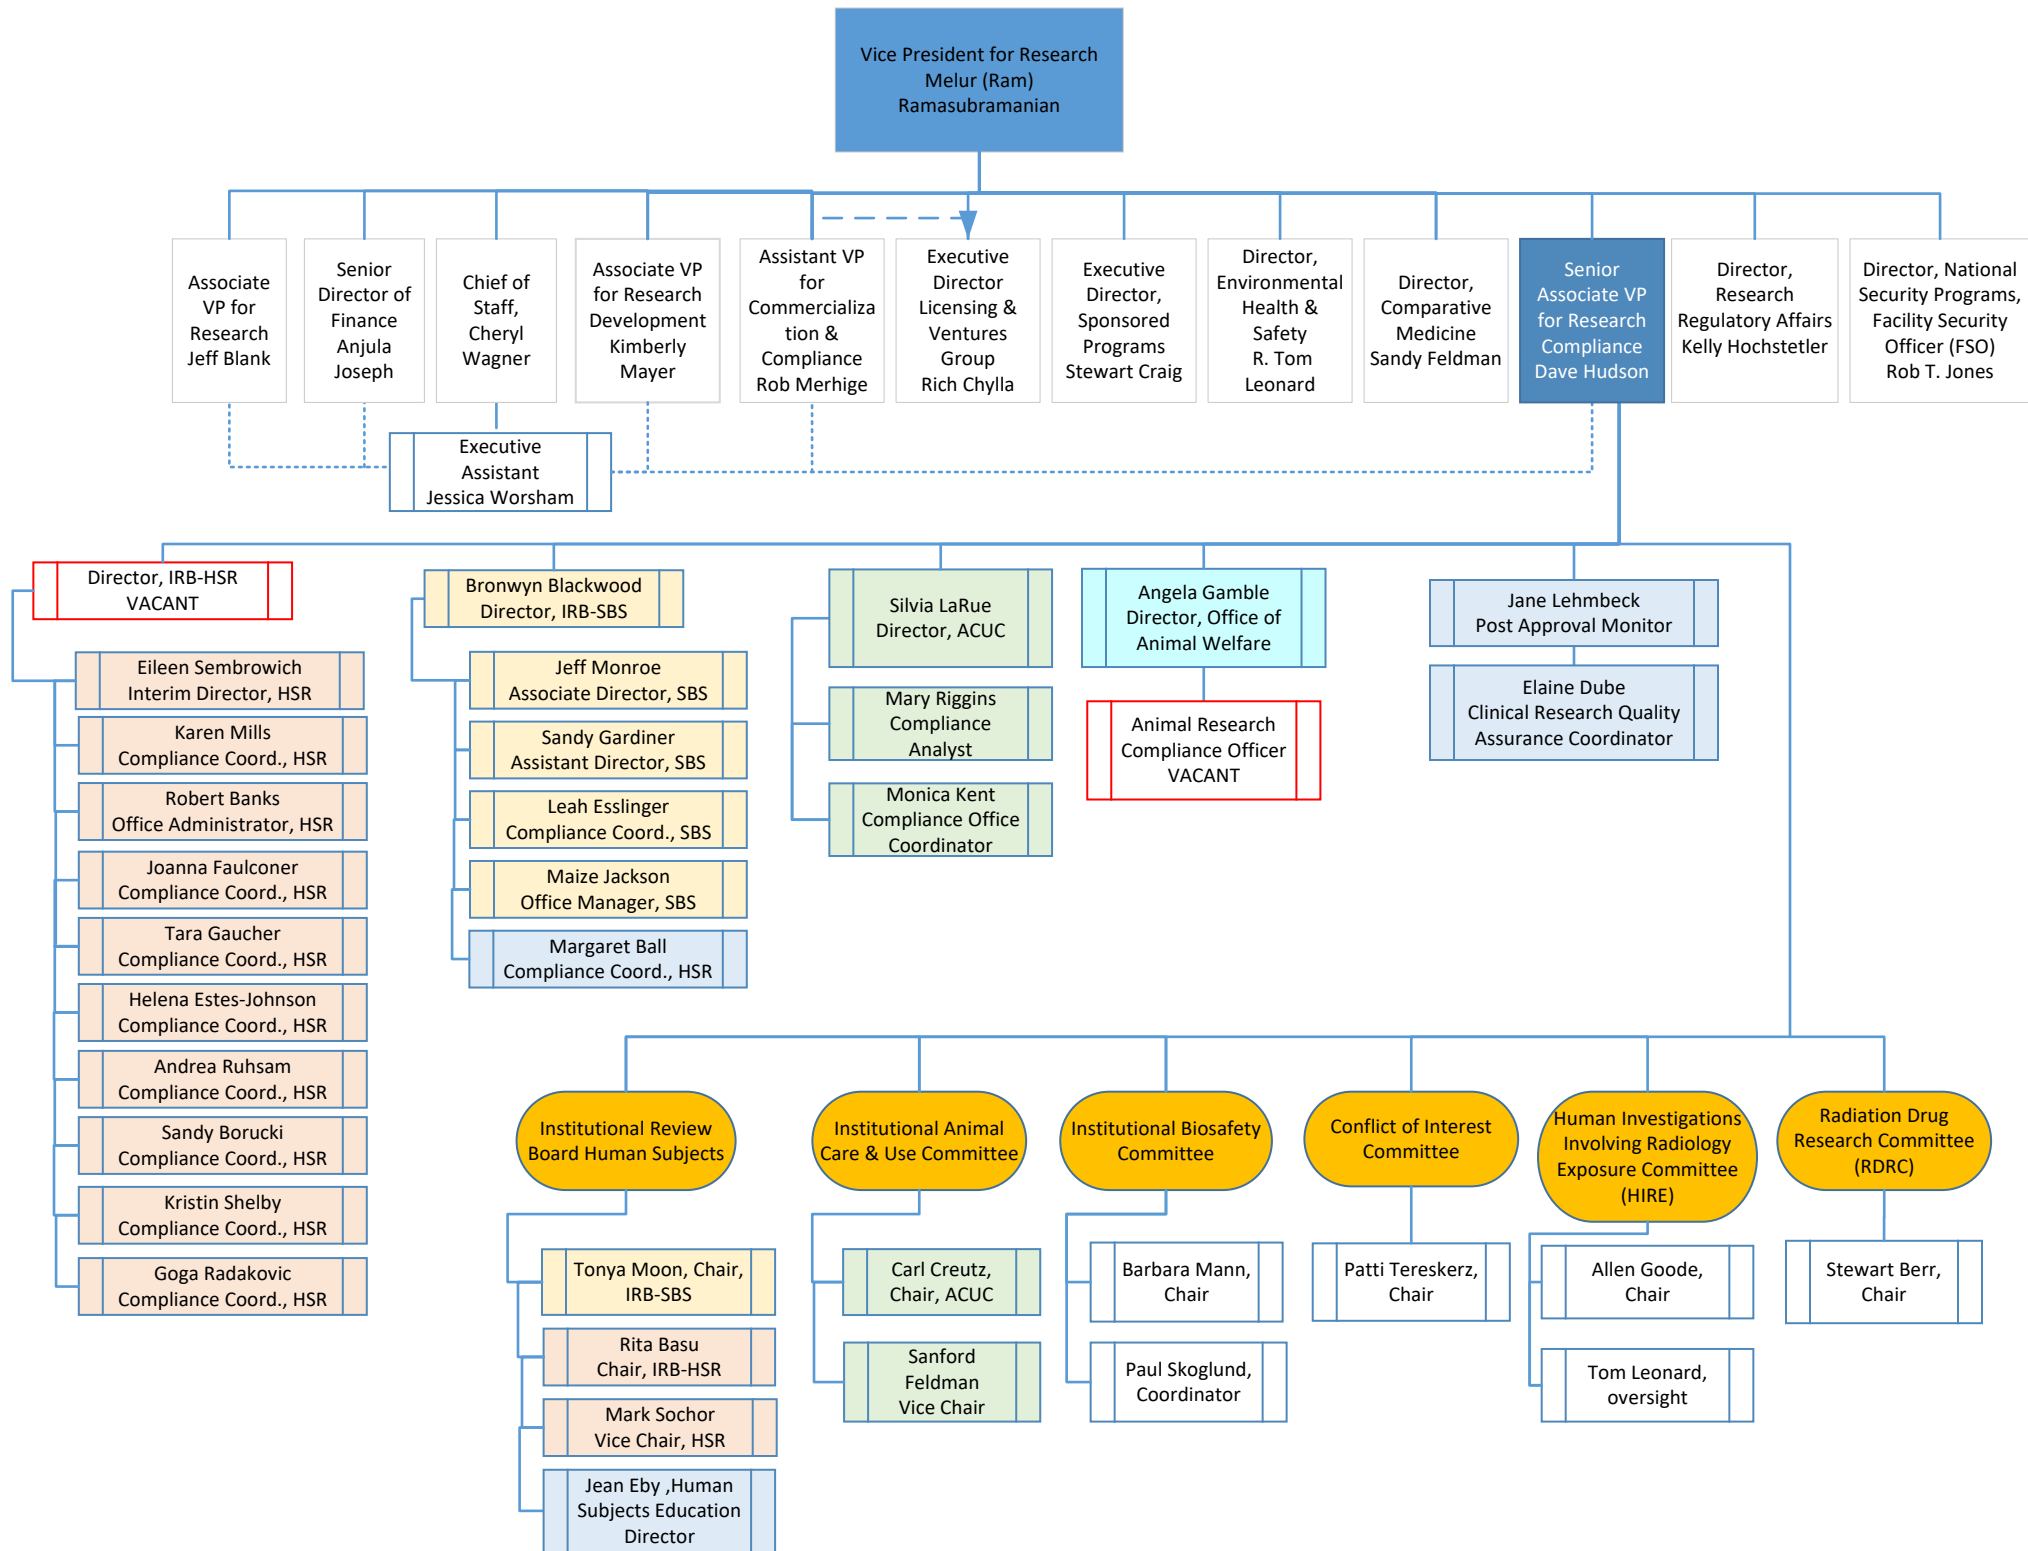 Vice President for Research
Melur (Ram)
Ramasubramanian
Associate
VP for
Research
Jeff Blank
Senior
Director of
Finance
Anjula
Joseph
Chief of
Staff,
Cheryl
Wagner
Associate VP
for Research
Development
Kimberly
Mayer
Assistant VP
for
Commercializa
tion &
Compliance
Rob Merhige
Executive
Director
Licensing &
Ventures
Group
Rich Chylla
Executive
Director,
Sponsored
Programs
Stewart Craig
Director,
Environmental
Health &
Safety
R. Tom
Leonard
Director,
Comparative
Medicine
Sandy Feldman
Senior
Associate VP
for Research
Compliance
Dave Hudson
Director,
Research
Regulatory Affairs
Kelly Hochstetler
Director, National
Security Programs,
Facility Security
Officer (FSO)
Rob T. Jones
Executive
Assistant
Jessica Worsham
Director, IRB-HSR
VACANT
Eileen Sembrowich
Interim Director, HSR
Karen Mills
Compliance Coord., HSR
Robert Banks
Office Administrator, HSR
Joanna Faulconer
Compliance Coord., HSR
Tara Gaucher
Compliance Coord., HSR
Helena Estes-Johnson
Compliance Coord., HSR
Andrea Ruhsam
Compliance Coord., HSR
Sandy Borucki
Compliance Coord., HSR
Kristin Shelby
Compliance Coord., HSR
Goga Radakovic
Compliance Coord., HSR
Bronwyn Blackwood
Director, IRB-SBS
Jeff Monroe
Associate Director, SBS
Sandy Gardiner
Assistant Director, SBS
Leah Esslinger
Compliance Coord., SBS
Maize Jackson
Office Manager, SBS
Margaret Ball
Compliance Coord., HSR
Silvia LaRue
Director, ACUC
Mary Riggins
Compliance
Analyst
Monica Kent
Compliance Office
Coordinator
Angela Gamble
Director, Office of
Animal Welfare
Animal Research
Compliance Officer
VACANT
Jane Lehmbeck
Post Approval Monitor
Elaine Dube
Clinical Research Quality
Assurance Coordinator
Institutional Review
Board Human Subjects
Tonya Moon, Chair,
IRB-SBS
Rita Basu
Chair, IRB-HSR
Mark Sochor
Vice Chair, HSR
Jean Eby ,Human
Subjects Education
Director
Institutional Animal
Care & Use Committee
Carl Creutz,
Chair, ACUC
Sanford
Feldman
Vice Chair
Institutional Biosafety
Committee
Barbara Mann,
Chair
Paul Skoglund,
Coordinator
Conflict of Interest
Committee
Patti Tereskerz,
Chair
Human Investigations
Involving Radiology
Exposure Committee
(HIRE)
Allen Goode,
Chair
Tom Leonard,
oversight
Radiation Drug
Research Committee
(RDRC)
Stewart Berr,
Chair